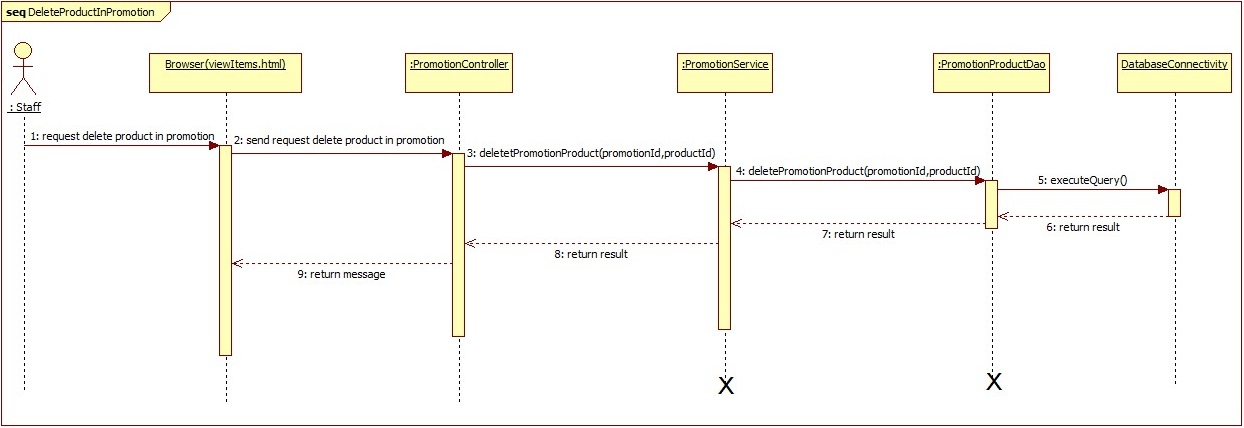 seq DeleteProductInPromotion
: Staff
Browser(viewItems.html)
:PromotionController
:PromotionService
:PromotionProductDao
DatabaseConnectivity
1: request delete product in promotion
2: send request delete product in promotion
3: deletetPromotionProduct(promotionId,productId)
4: deletePromotionProduct(promotionId,productId)
5: executeQuery()
6: return result
7: return result
8: return result
9: return message